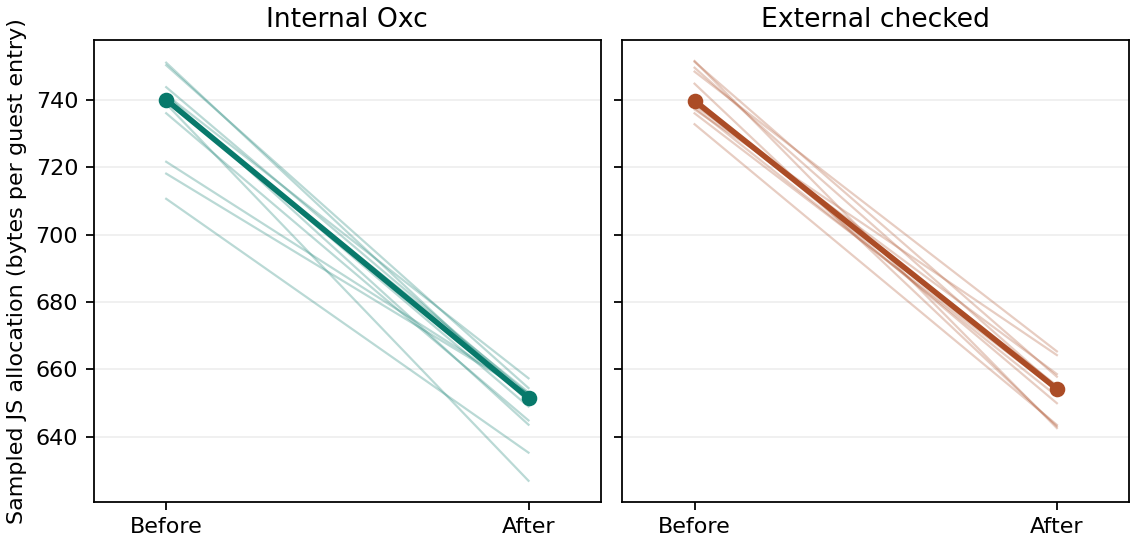 Internal Oxc
External checked
Sampled JS allocation (bytes per guest entry)
740
720
700
680
660
640
Before
After
Before
After